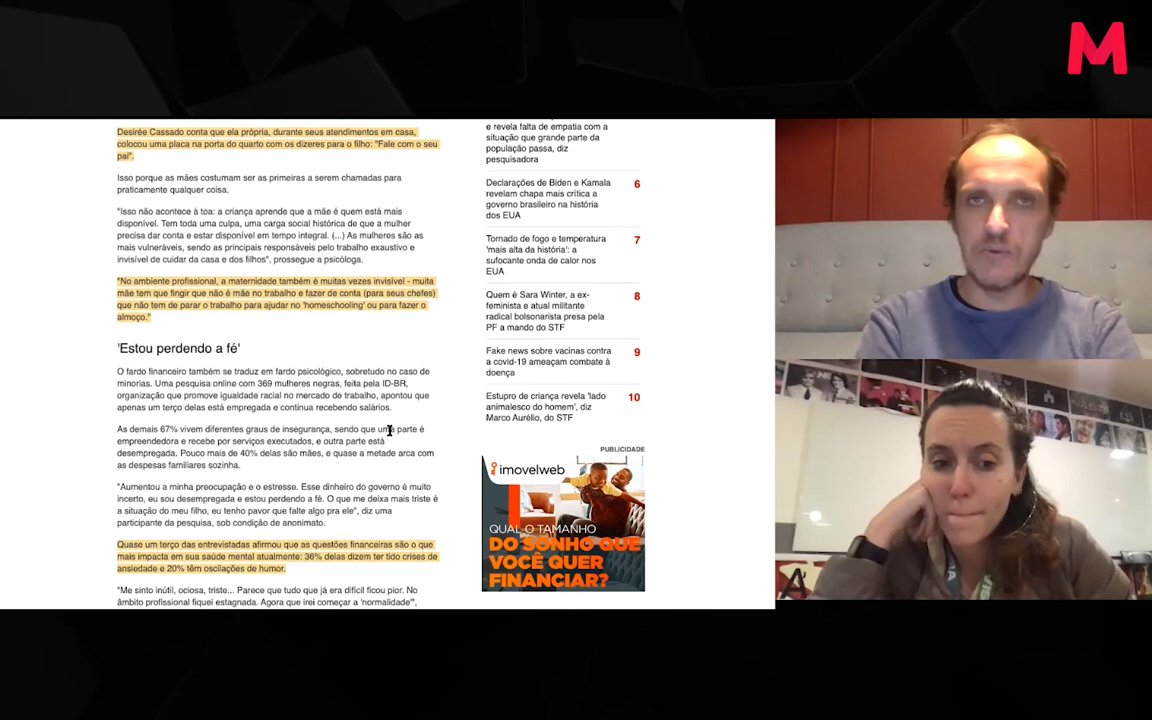 M
Desirée Cassado conta que ela própria, durante seus atendimentos em casa,
colocou uma placa na porta do quarto com os dizeres para o filho: "Fale com o seu
pai".
Isso porque as mães costumam ser as primeiras a serem chamadas para
praticamente qualquer coisa.
"Isso não acontece à toa: a criança aprende que a mãe é quem está mais
disponível. Tem toda uma culpa, uma carga social histórica de que a mulher
precisa dar conta e estar disponível em tempo integral. (...) As mulheres são as
mais vulneráveis, sendo as principais responsáveis pelo trabalho exaustivo e
invisível de cuidar da casa e dos filhos", prossegue a psicóloga.
"No ambiente profissional, a maternidade também é muitas vezes invisível - muita
mãe tem que fingir que não é mãe no trabalho e fazer de conta (para seus chefes)
que não tem de parar o trabalho para ajudar no 'homeschooling' ou para fazer o
almoço."
'Estou perdendo a fé'
O fardo financeiro também se traduz em fardo psicológico, sobretudo no caso de
minorias. Uma pesquisa online com 369 mulheres negras, feita pela ID-BR,
organização que promove igualdade racial no mercado de trabalho, apontou que
apenas um terço delas está empregada e continua recebendo salários.
As demais 67% vivem diferentes graus de insegurança, sendo que uma parte é
empreendedora e recebe por serviços executados, e outra parte está
desempregada. Pouco mais de 40% delas são mães, e quase a metade arca com
as despesas familiares sozinha.
"Aumentou a minha preocupação e o estresse. Esse dinheiro do governo é muito
incerto, eu sou desempregada e estou perdendo a fé. O que me deixa mais triste é
a situação do meu filho, eu tenho pavor que falte algo pra ele", diz uma
participante da pesquisa, sob condição de anonimato.
Quase um terço das entrevistadas afirmou que as questões financeiras são o que
mais impacta em sua saúde mental atualmente: 36% delas dizem ter tido crises de
ansiedade e 20% têm oscilações de humor.
"Me sinto inútil, ociosa, triste... Parece que tudo que já era difícil ficou pior. No
âmbito profissional fiquei estagnada. Agora que irei começar a 'normalidade'",
e revela falta de empatia com a
situação que grande parte da
população passa, diz
pesquisadora
Declarações de Biden e Kamala 6
revelam chapa mais crítica a
governo brasileiro na história
dos EUA
Tornado de fogo e temperatura 7
'mais alta da história': a
sufocante onda de calor nos
EUA
Quem é Sara Winter, a ex- 8
feminista e atual militante
radical bolsonarista presa pela
PF a mando do STF
Fake news sobre vacinas contra 9
a covid-19 ameaçam combate à
doença
Estupro de criança revela 'lado 10
animalesco do homem', diz
Marco Aurélio, do STF
PUBLICIDADE
imovelweb
QUAL O TAMANHO
DO SONHO QUE
VOCÊ QUER
FINANCIAR?